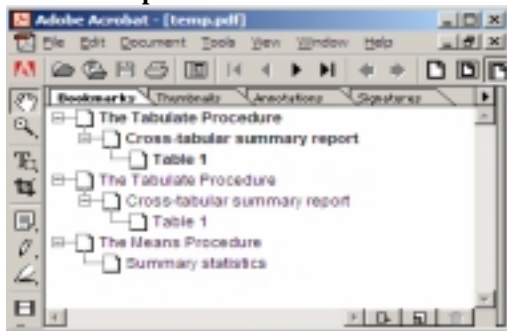 Adobe Acrobat - [temp.pdf]
File Edit Document Tools View Window Help
Bookmarks Thumbnails Annotations Signatures
The Tabulate Procedure
Cross-tabular summary report
Table 1
The Tabulate Procedure
Cross-tabular summary report
Table 1
The Means Procedure
Summary statistics